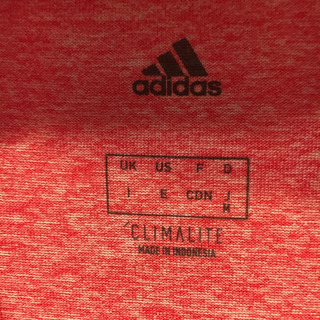 adidas
UK US F D
I E CDN J
M
CLIMALITE
MADE IN INDONESIA